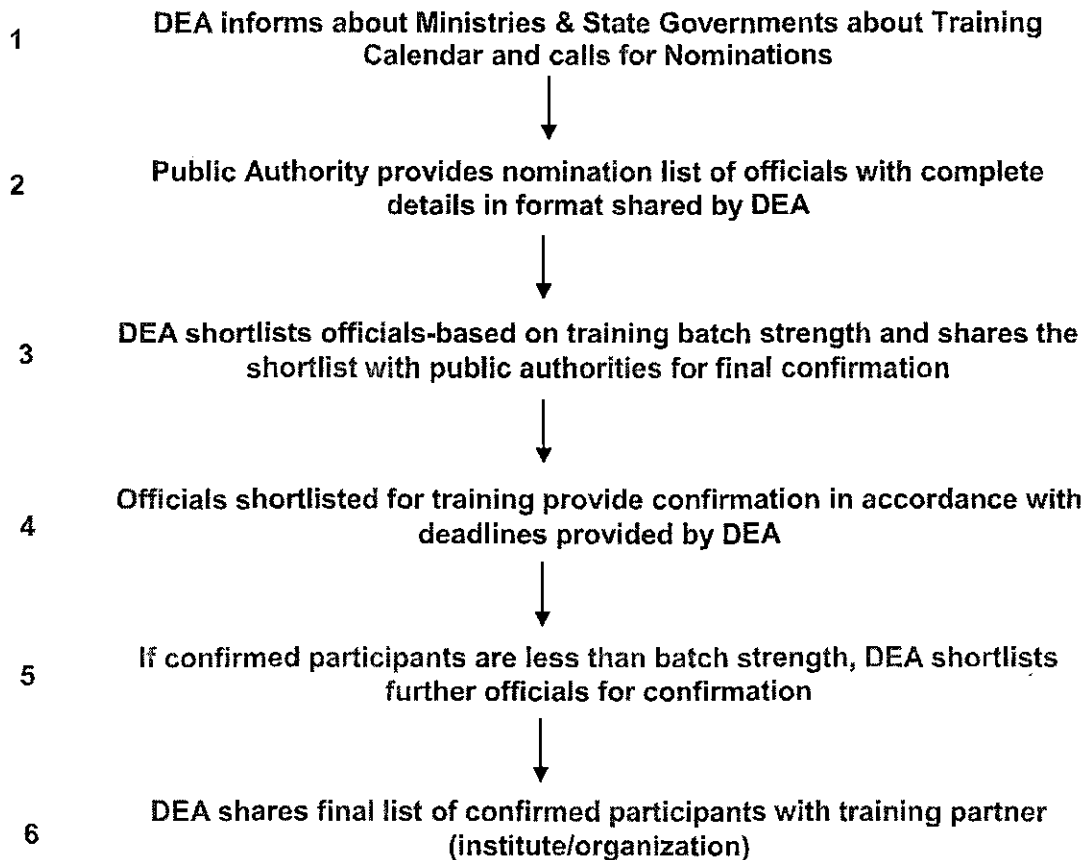 1
DEA informs about Ministries & State Governments about Training
Calendar and calls for Nominations
2
Public Authority provides nomination list of officials with complete
details in format shared by DEA
3
DEA shortlists officials-based on training batch strength and shares the
shortlist with public authorities for final confirmation
4
Officials shortlisted for training provide confirmation in accordance with
deadlines provided by DEA
5
If confirmed participants are less than batch strength, DEA shortlists
further officials for confirmation
6
DEA shares final list of confirmed participants with training partner
(institute/organization)